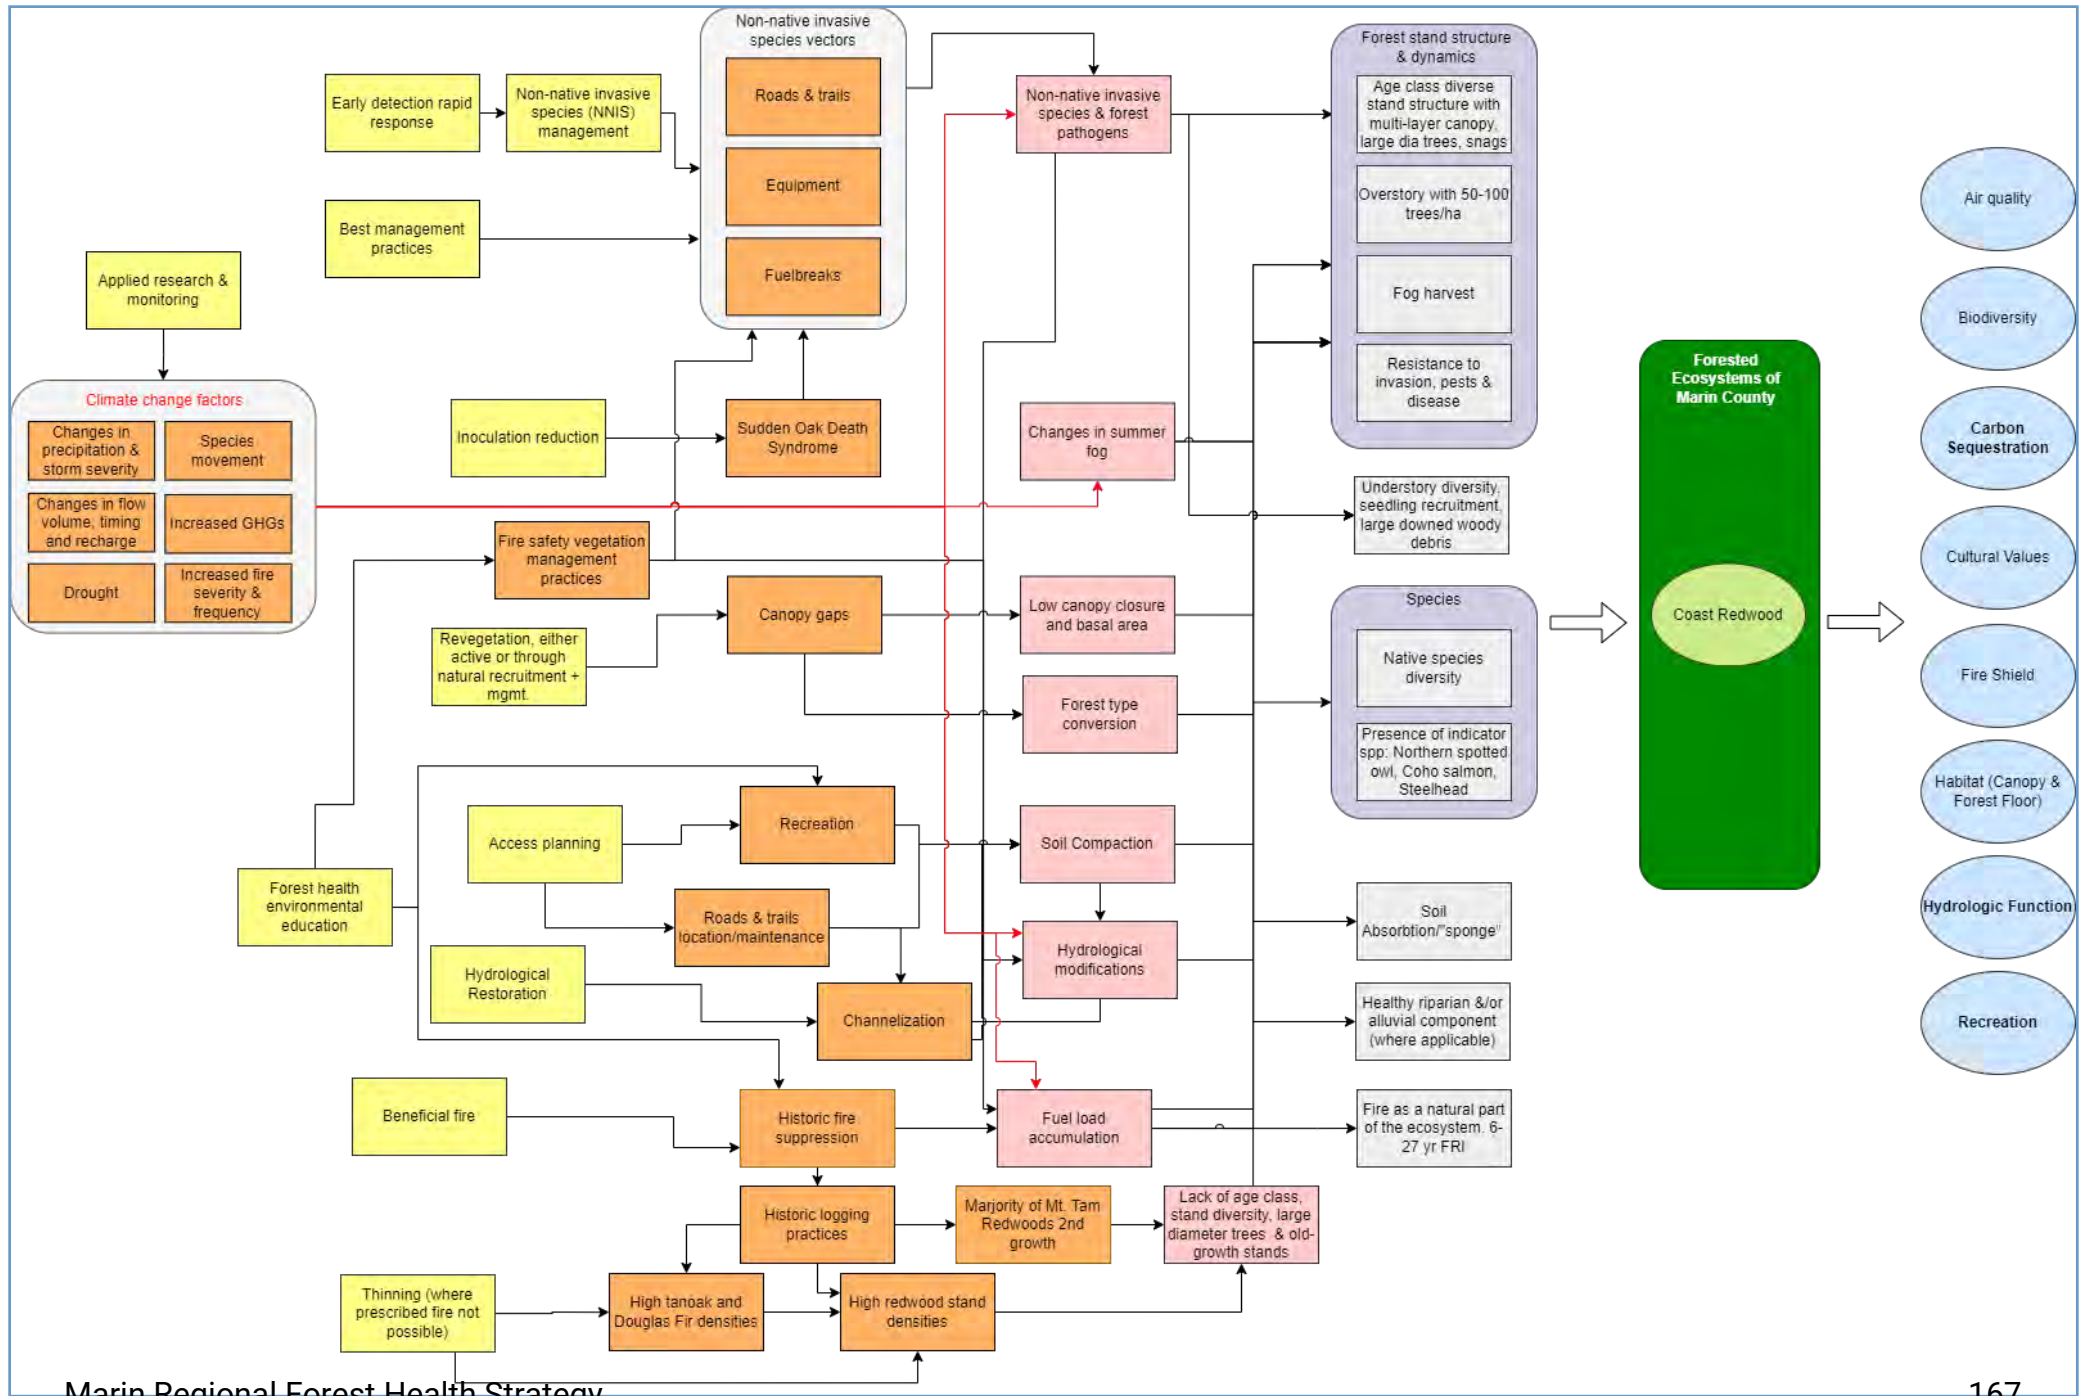 Non-native invasive
species vectors
Roads & trails
Equipment
Fuelbreaks
Early detection rapid
response
Non-native invasive
species (NNIS)
management
Best management
practices
Applied research &
monitoring
Climate change factors
Changes in
precipitation &
storm severity
Species
movement
Changes in flow
volume, timing
and recharge
Increased GHGs
Drought
Increased fire
severity &
frequency
Inoculation reduction
Sudden Oak Death
Syndrome
Fire safety vegetation
management
practices
Canopy gaps
Revegetation, either
active or through
natural recruitment +
mgmt.
Recreation
Access planning
Roads & trails
location/maintenance
Forest health
environmental
education
Hydrological
Restoration
Channelization
Beneficial fire
Historic fire
suppression
Historic logging
practices
Marjority of Mt. Tam
Redwoods 2nd
growth
Thinning (where
prescribed fire not
possible)
High tanoak and
Douglas Fir densities
High redwood stand
densities
Non-native invasive
species & forest
pathogens
Changes in summer
fog
Low canopy closure
and basal area
Forest type
conversion
Soil Compaction
Hydrological
modifications
Fuel load
accumulation
Lack of age class,
stand diversity, large
diameter trees & old-
growth stands
Forest stand structure
& dynamics
Age class diverse
stand structure with
multi-layer canopy,
large dia trees, snags
Overstory with 50-100
trees/ha
Fog harvest
Resistance to
invasion, pests &
disease
Understory diversity,
seedling recruitment,
large downed woody
debris
Species
Native species
diversity
Presence of indicator
spp: Northern spotted
owl, Coho salmon,
Steelhead
Soil
Absorbtion/"sponge"
Healthy riparian &/or
alluvial component
(where applicable)
Fire as a natural part
of the ecosystem. 6-
27 yr FRI
Forested
Ecosystems of
Marin County
Coast Redwood
Air quality
Biodiversity
Carbon
Sequestration
Cultural Values
Fire Shield
Habitat (Canopy &
Forest Floor)
Hydrologic Function
Recreation
Marin Regional Forest Health Strategy
167